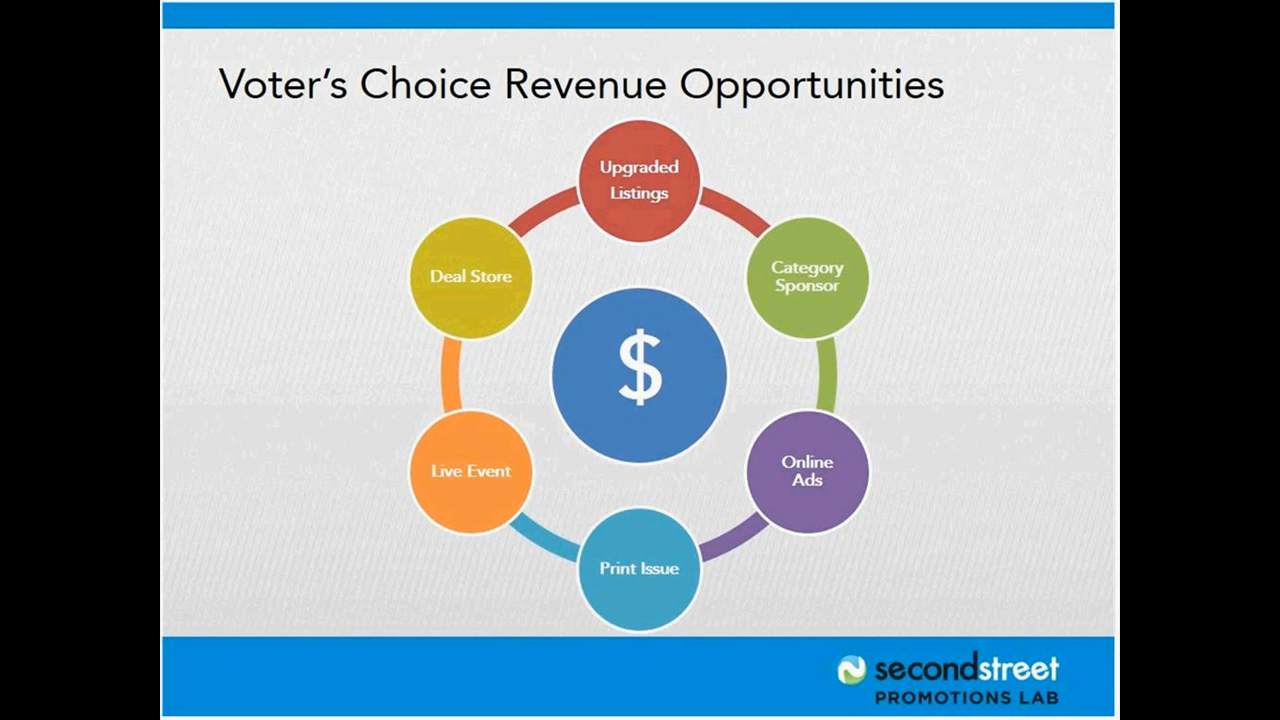 Voter's Choice Revenue Opportunities
Upgraded
Listings
Deal Store
Category
Sponsor
$
Live Event
Online
Ads
Print Issue
secondstreet
PROMOTIONS LAB